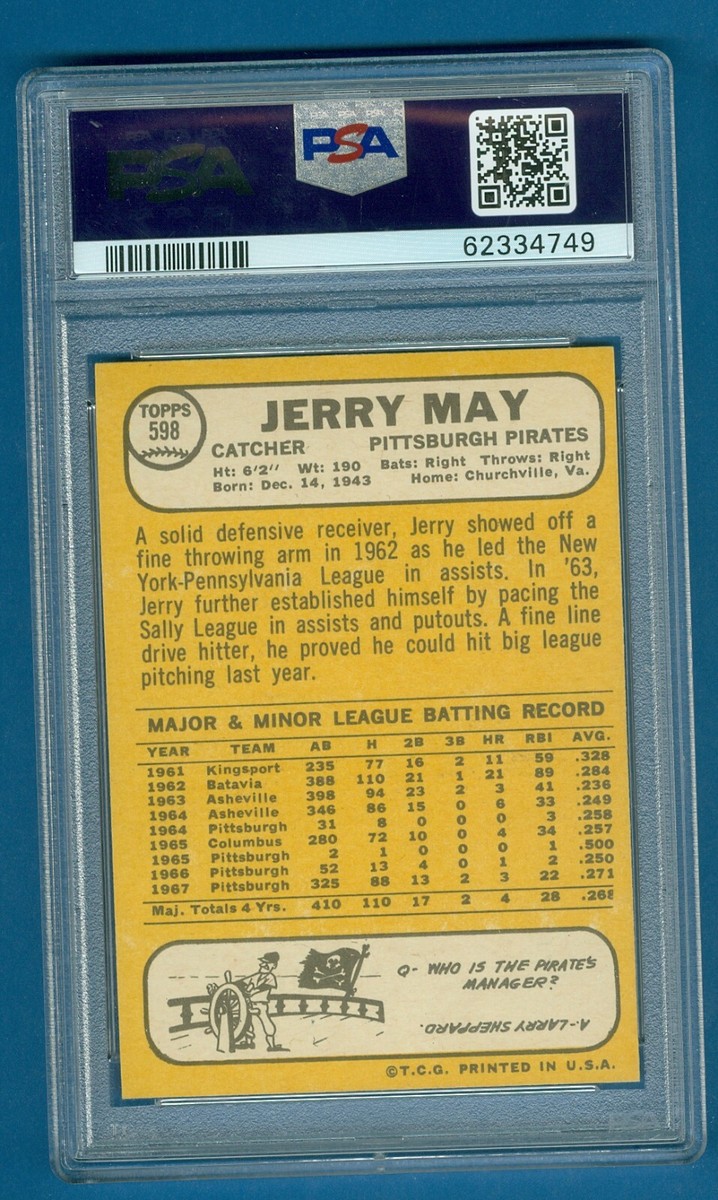 PSA
PSA
62334749
TOPPS
598
JERRY MAY
CATCHER PITTSBURGH PIRATES
Ht: 6'2" Wt: 190 Bats: Right Throws: Right
Born: Dec. 14, 1943 Home: Churchville, Va.
A solid defensive receiver, Jerry showed off a
fine throwing arm in 1962 as he led the New
York-Pennsylvania League in assists. In '63,
Jerry further established himself by pacing the
Sally League in assists and putouts. A fine line
drive hitter, he proved he could hit big league
pitching last year.
MAJOR & MINOR LEAGUE BATTING RECORD
YEAR TEAM AB H 2B 3B HR RBI AVG.
1961 Kingsport 235 77 16 2 11 59 .328
1962 Batavia 388 110 21 1 21 89 .284
1963 Asheville 398 94 23 2 3 41 .236
1964 Asheville 346 86 15 0 6 33 .249
1964 Pittsburgh 31 8 0 0 0 3 .258
1965 Columbus 280 72 10 0 4 34 .257
1965 Pittsburgh 2 1 0 0 0 1 .500
1966 Pittsburgh 52 13 4 0 1 2 .250
1967 Pittsburgh 325 88 13 2 3 22 .271
Maj. Totals 4 Yrs. 410 110 17 2 4 28 .268
Q- WHO IS THE PIRATE'S
MANAGER?
A-LARRY SHEPPARD.
©T.C.G. PRINTED IN U.S.A.
PSA